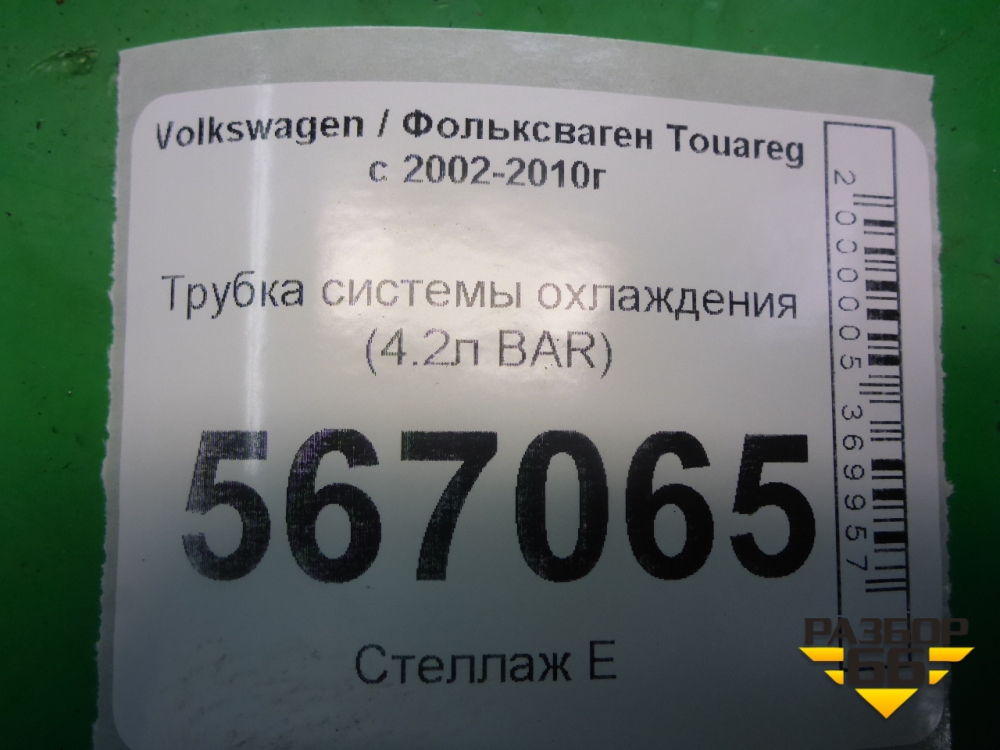 Volkswagen / Фольксваген Touareg
с 2002-2010г
Трубка системы охлаждения
(4.2л BAR)
567065
Стеллаж Е
2000005369957
РАЗБОР
66